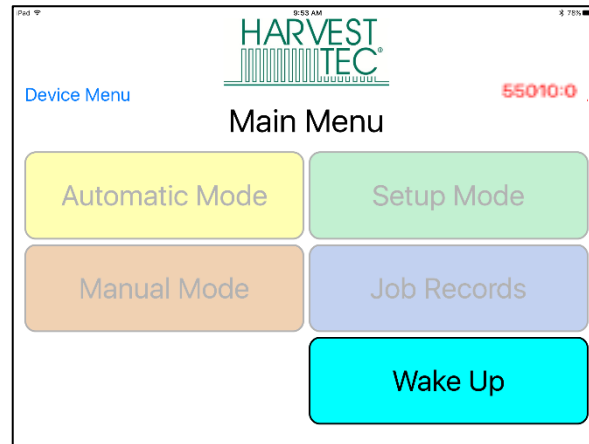 iPad 9:53 AM 78%
HARVEST
TEC®
Device Menu 55010:0
Main Menu
Automatic Mode Setup Mode
Manual Mode Job Records
Wake Up